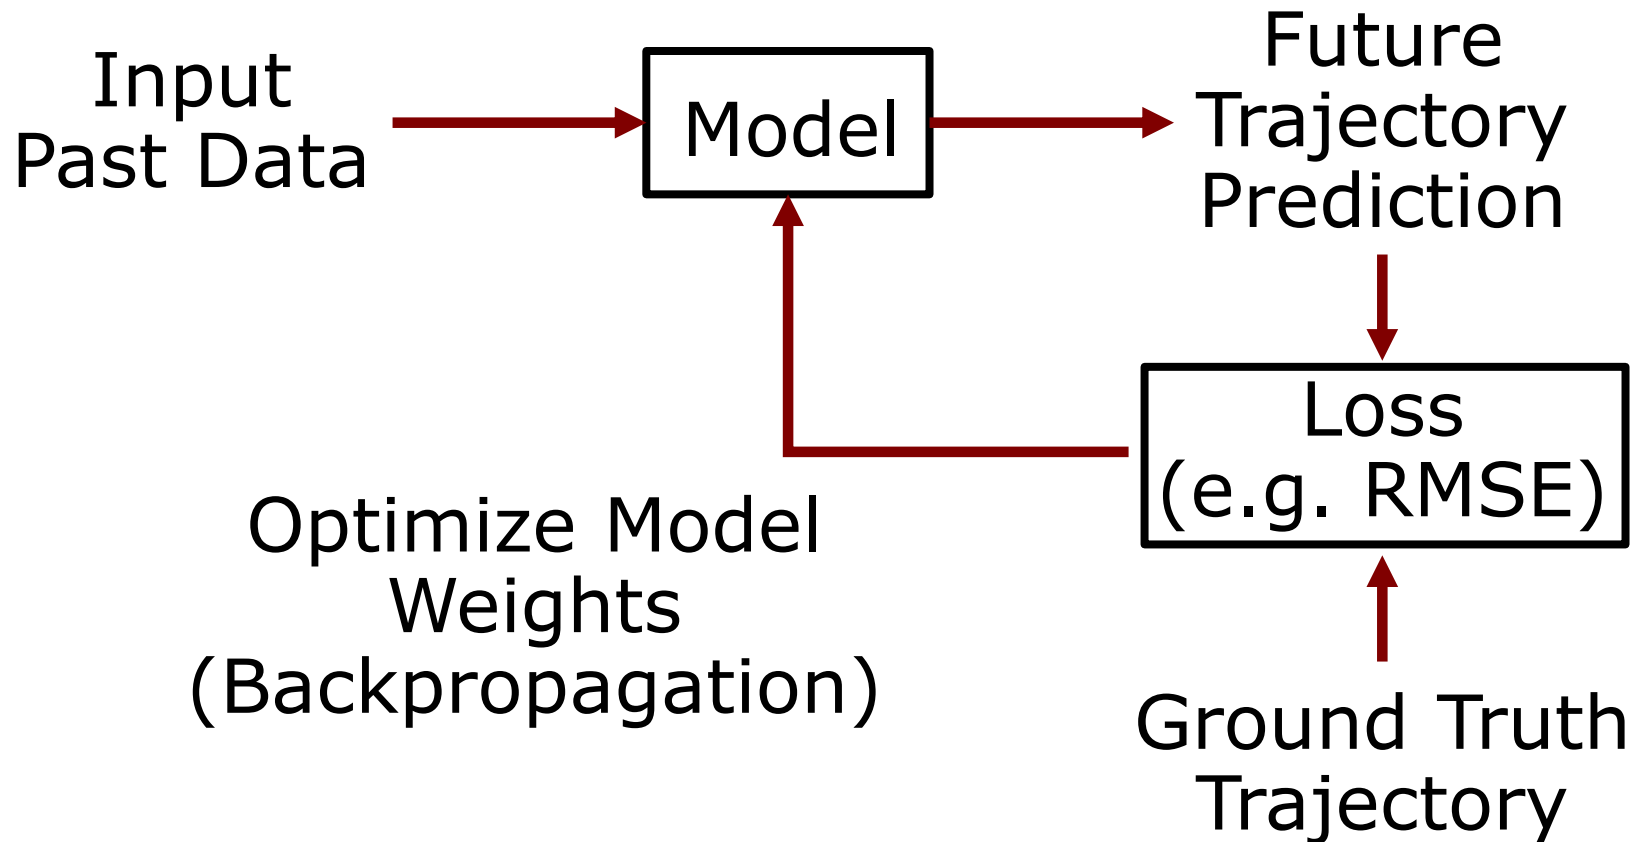 Input
Past Data
Model
Future
Trajectory
Prediction
Loss
(e.g. RMSE)
Optimize Model
Weights
(Backpropagation)
Ground Truth
Trajectory